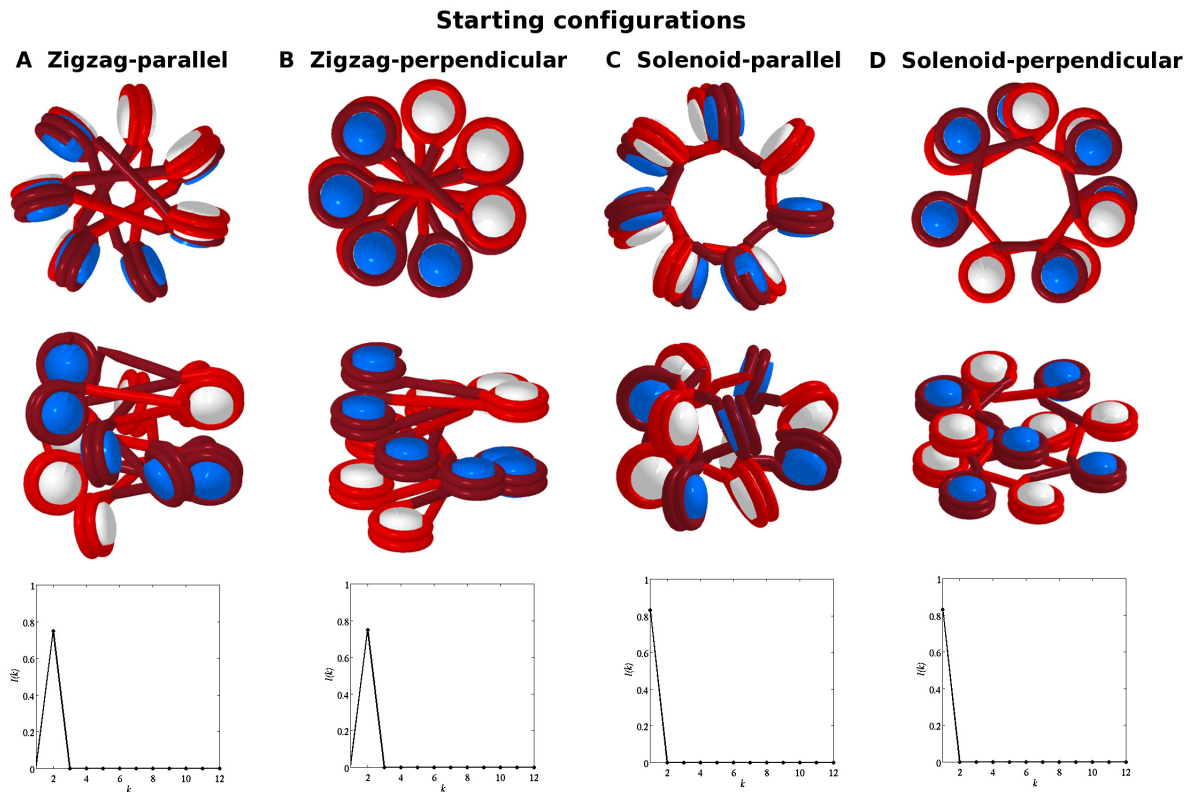 Starting configurations
A Zigzag-parallel
B Zigzag-perpendicular
C Solenoid-parallel
D Solenoid-perpendicular
1
0.8
0.6
0.4
0.2
0
I(k)
2 4 6 8 10 12
k
1
0.8
0.6
0.4
0.2
0
I(k)
2 4 6 8 10 12
k
1
0.8
0.6
0.4
0.2
0
I(k)
2 4 6 8 10 12
k
1
0.8
0.6
0.4
0.2
0
I(k)
2 4 6 8 10 12
k